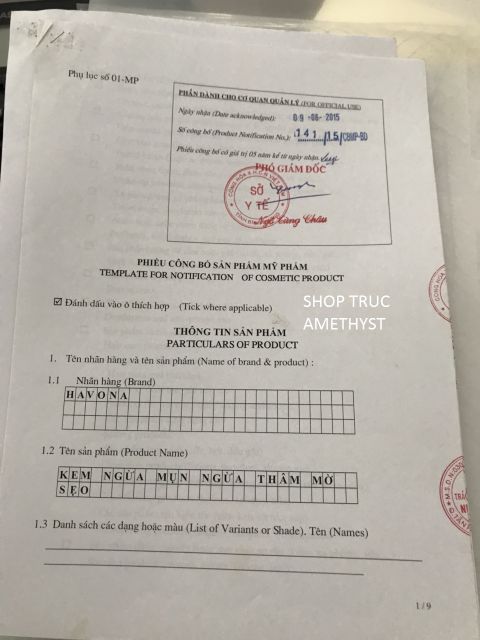 Phụ lục số 01-MP
PHẦN DÀNH CHO CƠ QUAN QUẢN LÝ (FOR OFFICIAL USE)
Ngày nhận (Date acknowledged): 09 -06- 2015
Số công bố (Product Notification No.): 141 /15/CBMP-BD
Phiếu công bố có giá trị 05 năm kể từ ngày nhận.
PHÓ GIÁM ĐỐC
SỞ
Y TẾ
PHIẾU CÔNG BỐ SẢN PHẨM MỸ PHẨM
TEMPLATE FOR NOTIFICATION OF COSMETIC PRODUCT
☑ Đánh dấu vào ô thích hợp (Tick where applicable)
SHOP TRUC
AMETHYST
THÔNG TIN SẢN PHẨM
PARTICULARS OF PRODUCT
1. Tên nhãn hàng và tên sản phẩm (Name of brand & product) :
1.1 Nhãn hàng (Brand)
HAVONA
1.2 Tên sản phẩm (Product Name)
KEM NGỪA MỤN NGỪA THÂM MỜ
SẸO
1.3 Danh sách các dạng hoặc màu (List of Variants or Shade). Tên (Names)
1 / 9